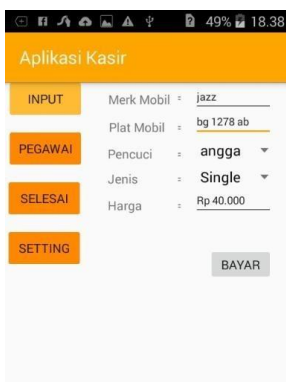 49% 18.38
Aplikasi Kasir
INPUT
PEGAWAI
SELESAI
SETTING
Merk Mobil = jazz
Plat Mobil = bg 1278 ab
Pencuci = angga
Jenis = Single
Harga = Rp 40.000
BAYAR